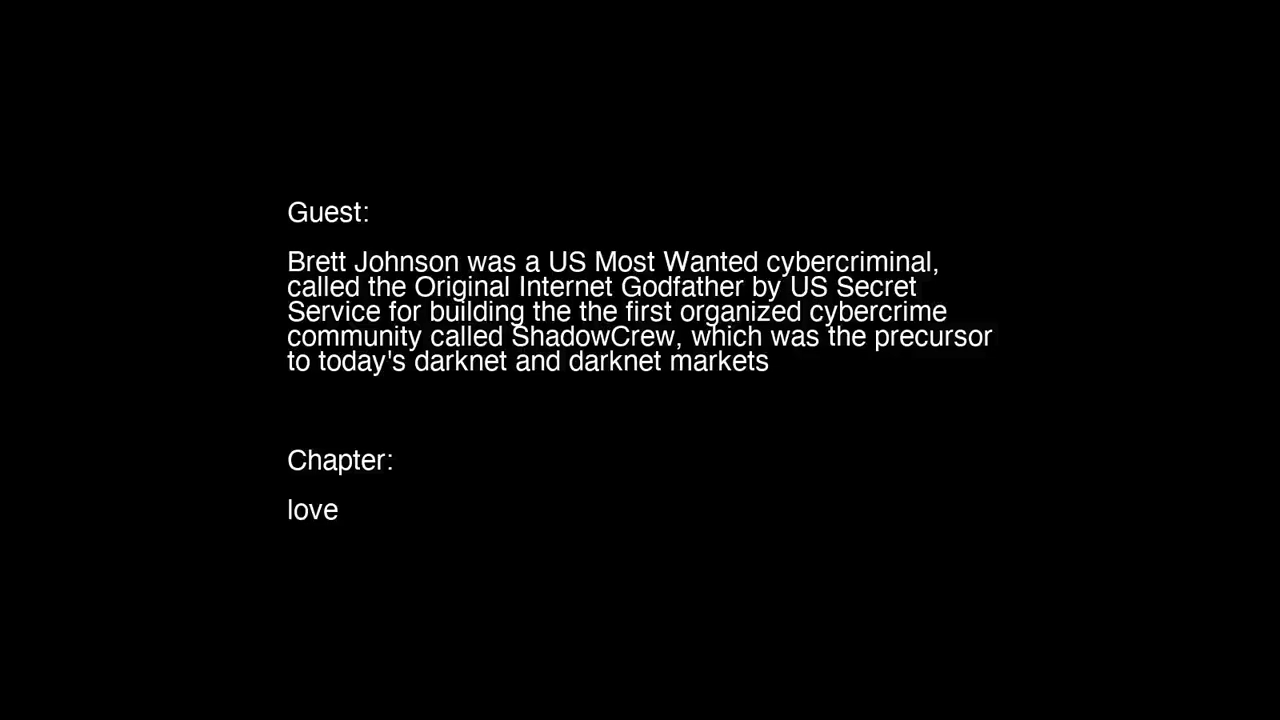 Guest:
Brett Johnson was a US Most Wanted cybercriminal,
called the Original Internet Godfather by US Secret
Service for building the the first organized cybercrime
community called ShadowCrew, which was the precursor
to today's darknet and darknet markets
Chapter:
love